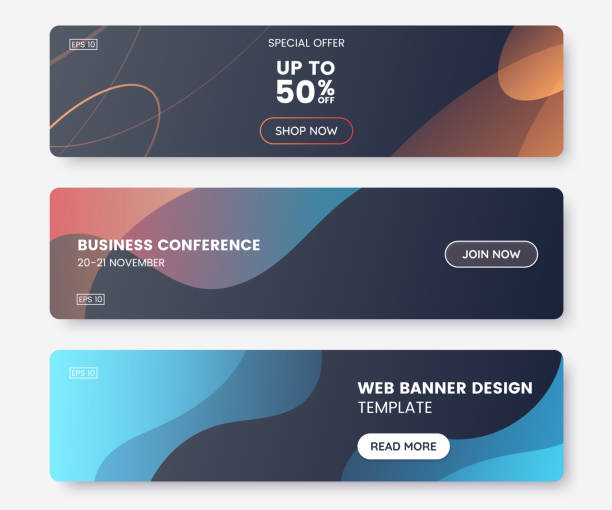 EPS 10
SPECIAL OFFER
UP TO
50% OFF
SHOP NOW
BUSINESS CONFERENCE
20-21 NOVEMBER
JOIN NOW
EPS 10
EPS 10
WEB BANNER DESIGN
TEMPLATE
READ MORE